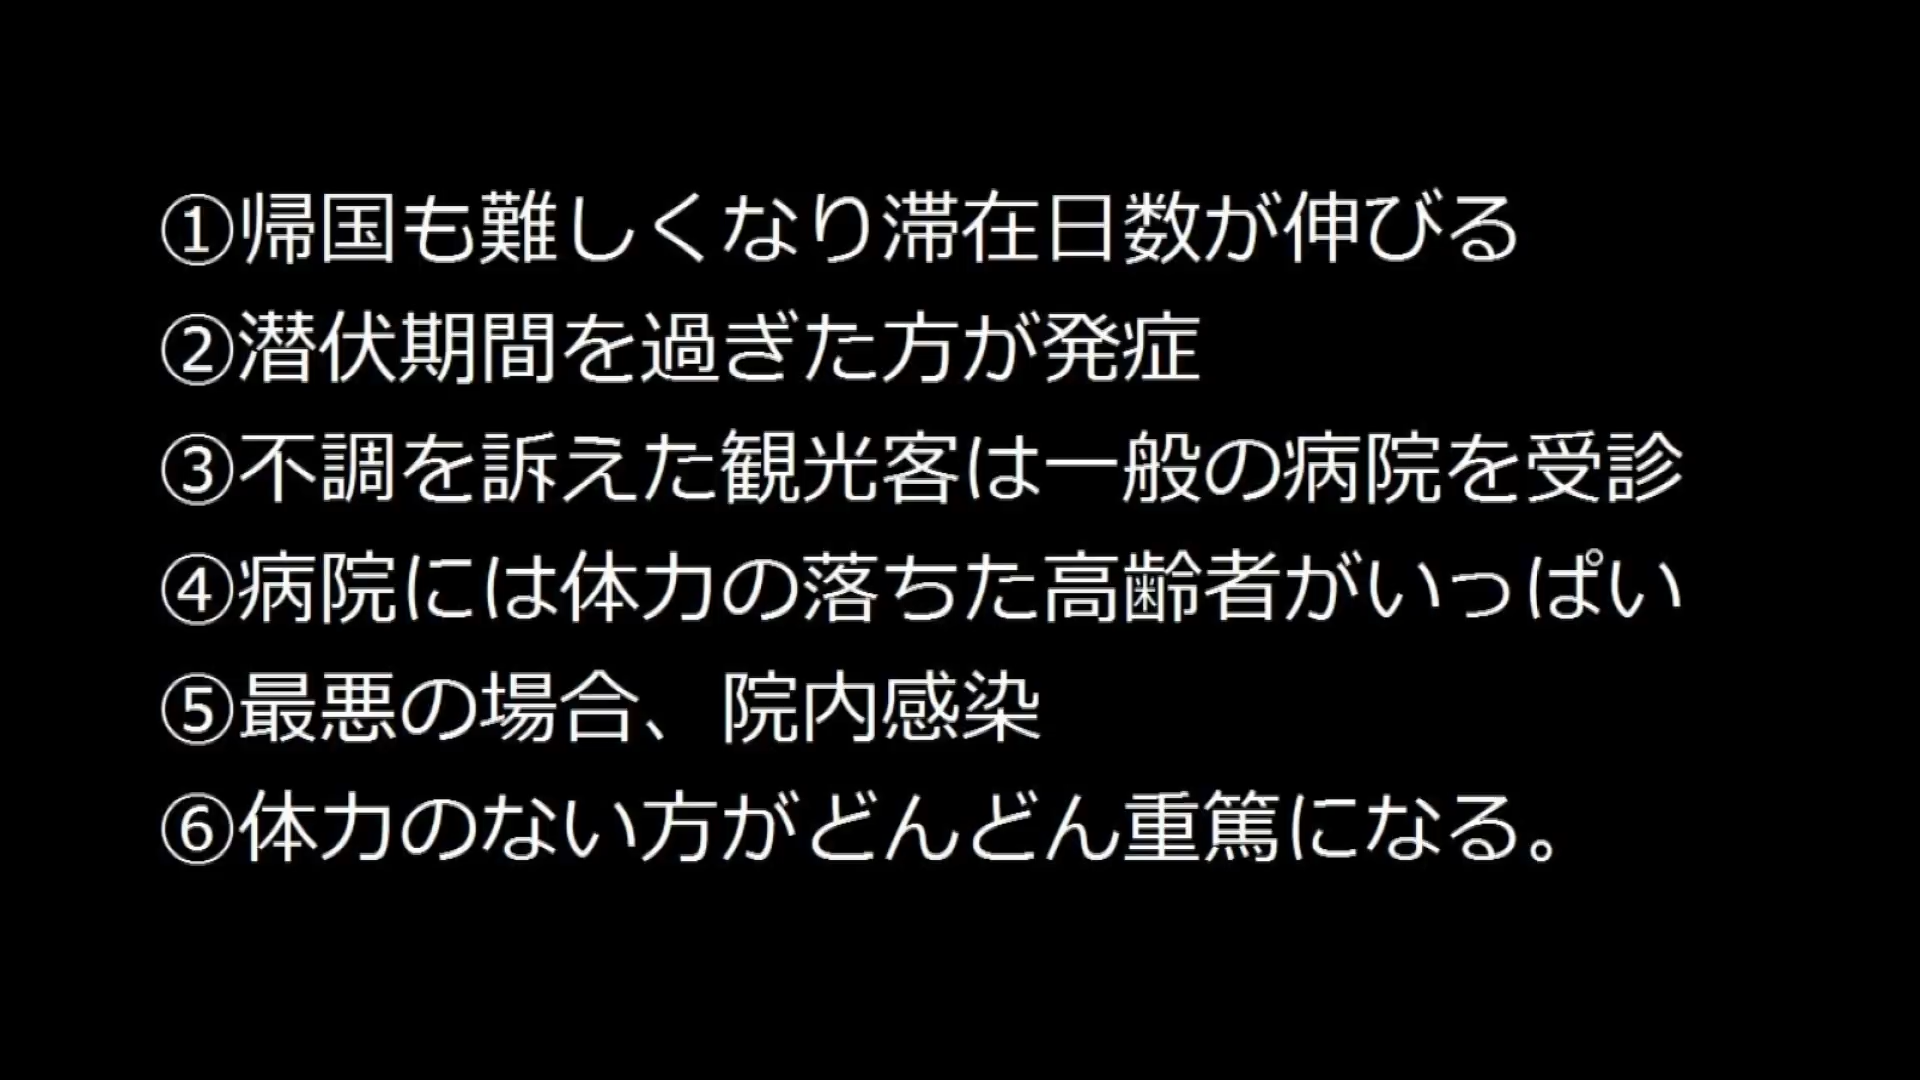 ①帰国も難しくなり滞在日数が伸びる
②潜伏期間を過ぎた方が発症
③不調を訴えた観光客は一般の病院を受診
④病院には体力の落ちた高齢者がいっぱい
⑤最悪の場合、院内感染
⑥体力のない方がどんどん重篤になる。